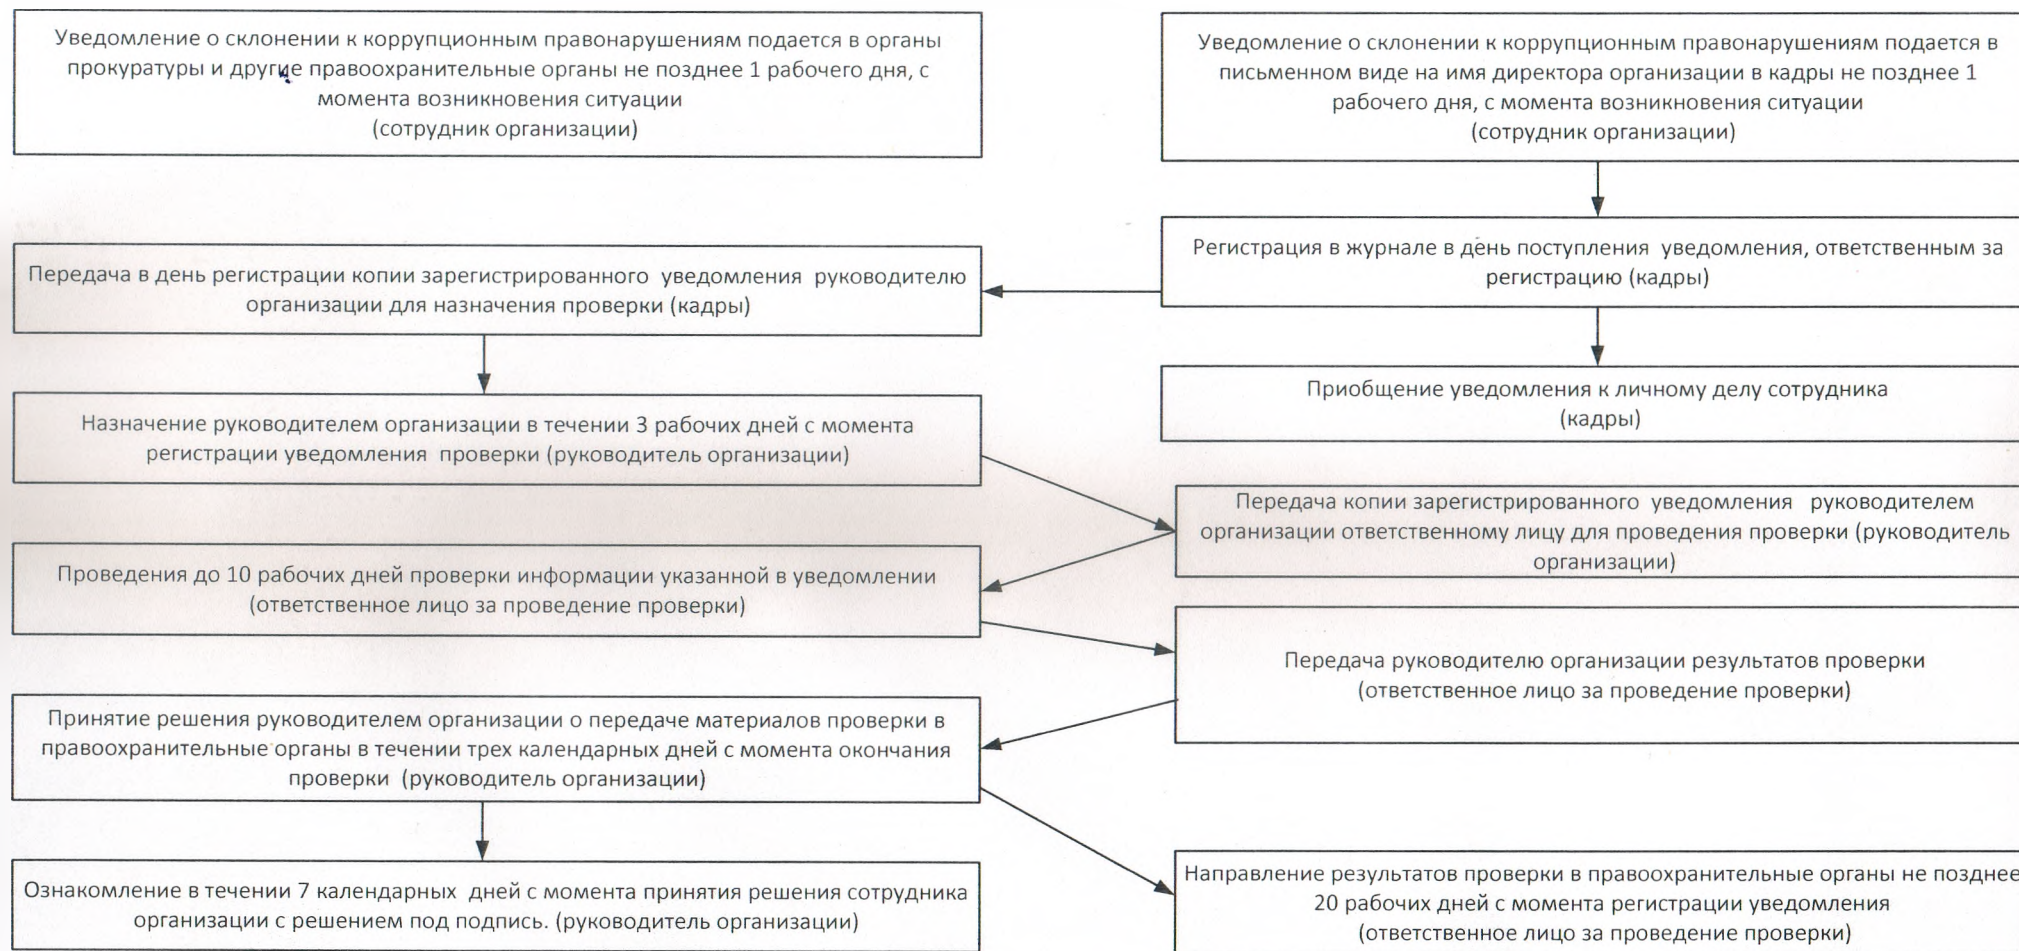 Уведомление о склонении к коррупционным правонарушениям подается в органы
прокуратуры и другие правоохранительные органы не позднее 1 рабочего дня, с
момента возникновения ситуации
(сотрудник организации)
Уведомление о склонении к коррупционным правонарушениям подается в
письменном виде на имя директора организации в кадры не позднее 1
рабочего дня, с момента возникновения ситуации
(сотрудник организации)
Регистрация в журнале в день поступления уведомления, ответственным за
регистрацию (кадры)
Передача в день регистрации копии зарегистрированного уведомления руководителю
организации для назначения проверки (кадры)
Приобщение уведомления к личному делу сотрудника
(кадры)
Назначение руководителем организации в течении 3 рабочих дней с момента
регистрации уведомления проверки (руководитель организации)
Передача копии зарегистрированного уведомления руководителем
организации ответственному лицу для проведения проверки (руководитель
организации)
Проведения до 10 рабочих дней проверки информации указанной в уведомлении
(ответственное лицо за проведение проверки)
Передача руководителю организации результатов проверки
(ответственное лицо за проведение проверки)
Принятие решения руководителем организации о передаче материалов проверки в
правоохранительные органы в течении трех календарных дней с момента окончания
проверки (руководитель организации)
Ознакомление в течении 7 календарных дней с момента принятия решения сотрудника
организации с решением под подпись. (руководитель организации)
Направление результатов проверки в правоохранительные органы не позднее
20 рабочих дней с момента регистрации уведомления
(ответственное лицо за проведение проверки)